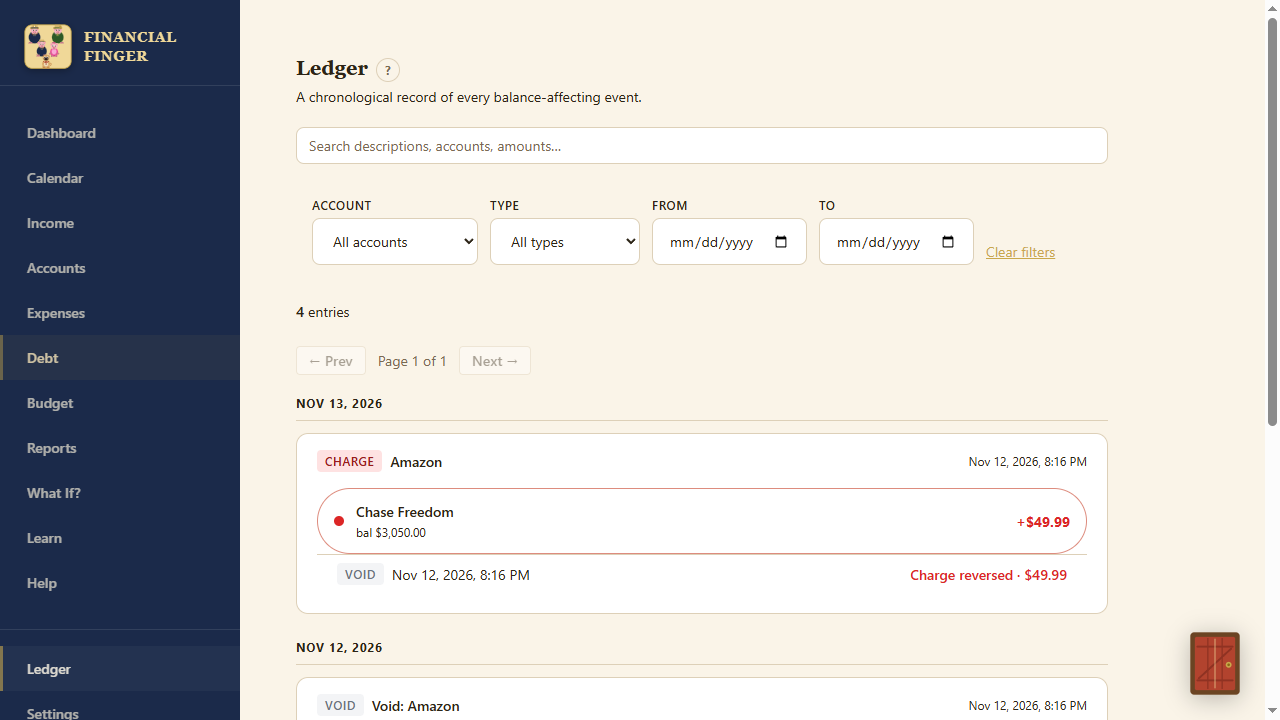 FINANCIAL
FINGER
Dashboard
Calendar
Income
Accounts
Expenses
Debt
Budget
Reports
What If?
Learn
Help
Ledger
Settings
Ledger ?
A chronological record of every balance-affecting event.
Search descriptions, accounts, amounts...
ACCOUNT TYPE FROM TO
All accounts All types mm/dd/yyyy mm/dd/yyyy Clear filters
4 entries
← Prev Page 1 of 1 Next →
NOV 13, 2026
CHARGE Amazon Nov 12, 2026, 8:16 PM
Chase Freedom
bal $3,050.00
+$49.99
VOID Nov 12, 2026, 8:16 PM Charge reversed · $49.99
NOV 12, 2026
VOID Void: Amazon Nov 12, 2026, 8:16 PM